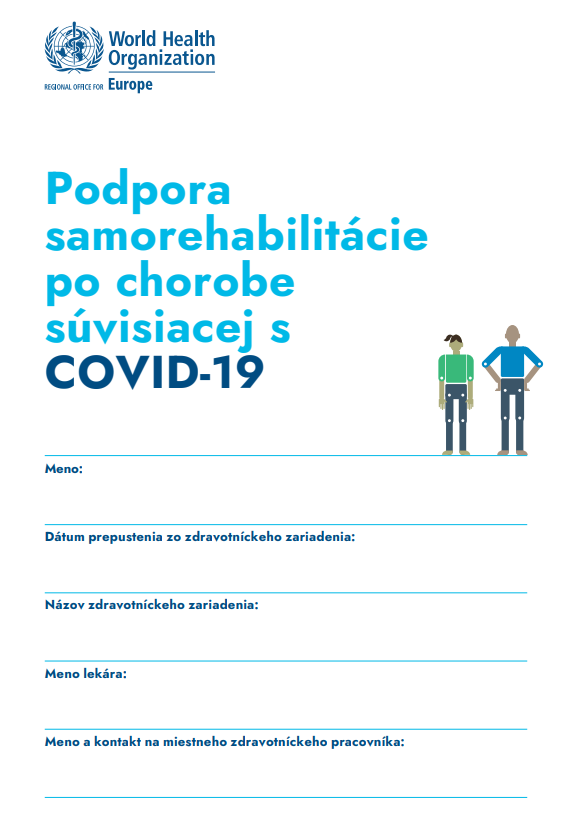 World Health
Organization
REGIONAL OFFICE FOR Europe
Podpora
samorehabilitácie
po chorobe
súvisiacej s
COVID-19
Meno:
Dátum prepustenia zo zdravotníckeho zariadenia:
Názov zdravotníckeho zariadenia:
Meno lekára:
Meno a kontakt na miestneho zdravotníckeho pracovníka: